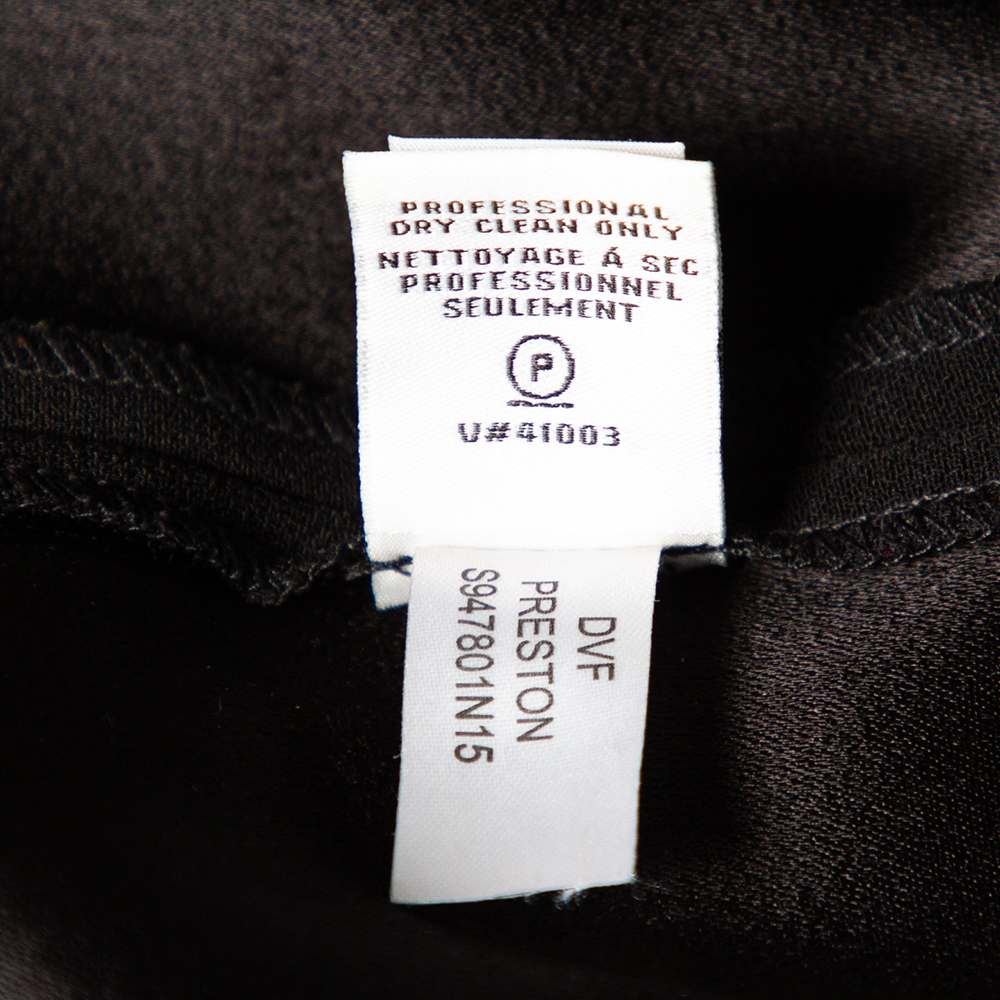 PROFESSIONAL
DRY CLEAN ONLY
NETTOYAGE Á SEC
PROFESSIONNEL
SEULEMENT
P
V#41003
DVF
PRESTON
S947801N15